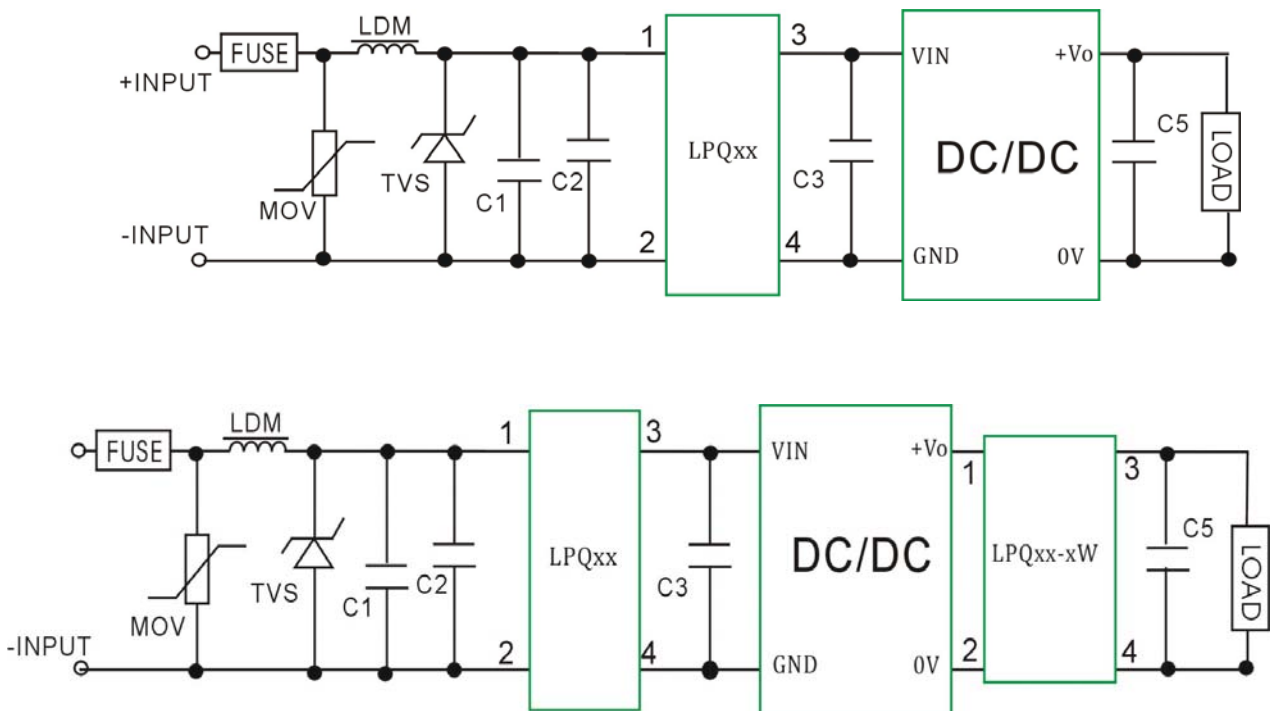 LDM
FUSE
+INPUT
1
3
VIN
+Vo
C5
LOAD
LPQxx
DC/DC
TVS
C1
C2
C3
MOV
-INPUT
2
4
GND
0V
LDM
FUSE
1
3
VIN
+Vo
1
3
C5
LOAD
LPQxx
DC/DC
LPQxx-xW
TVS
C1
C2
C3
MOV
-INPUT
2
4
GND
0V
2
4